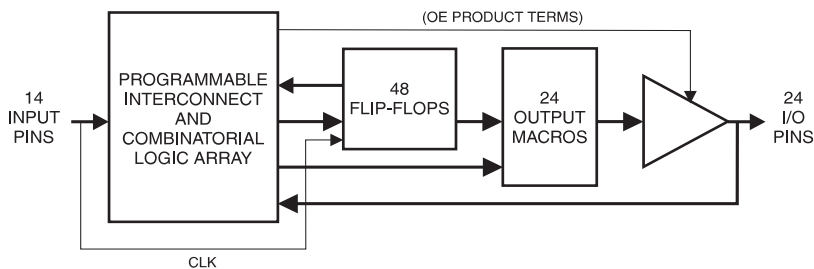 (OE PRODUCT TERMS)
14
INPUT
PINS
PROGRAMMABLE
INTERCONNECT
AND
COMBINATORIAL
LOGIC ARRAY
48
FLIP-FLOPS
24
OUTPUT
MACROS
24
I/O
PINS
CLK